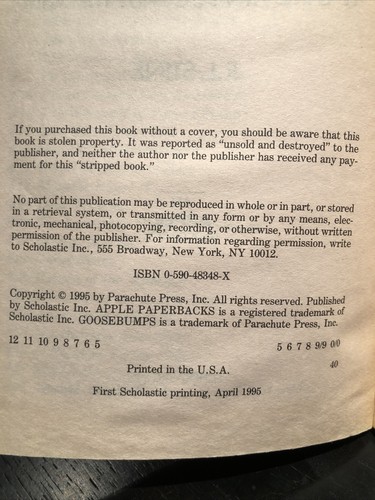 If you purchased this book without a cover, you should be aware that this
book is stolen property. It was reported as "unsold and destroyed" to the
publisher, and neither the author nor the publisher has received any pay-
ment for this "stripped book."
No part of this publication may be reproduced in whole or in part, or stored
in a retrieval system, or transmitted in any form or by any means, elec-
tronic, mechanical, photocopying, recording, or otherwise, without written
permission of the publisher. For information regarding permission, write
to Scholastic Inc., 555 Broadway, New York, NY 10012.
ISBN 0-590-48348-X
Copyright © 1995 by Parachute Press, Inc. All rights reserved. Published
by Scholastic Inc. APPLE PAPERBACKS is a registered trademark of
Scholastic Inc. GOOSEBUMPS is a trademark of Parachute Press, Inc.
12 11 10 9 8 7 6 5 5 6 7 8 9/9 0/0
40
Printed in the U.S.A.
First Scholastic printing, April 1995